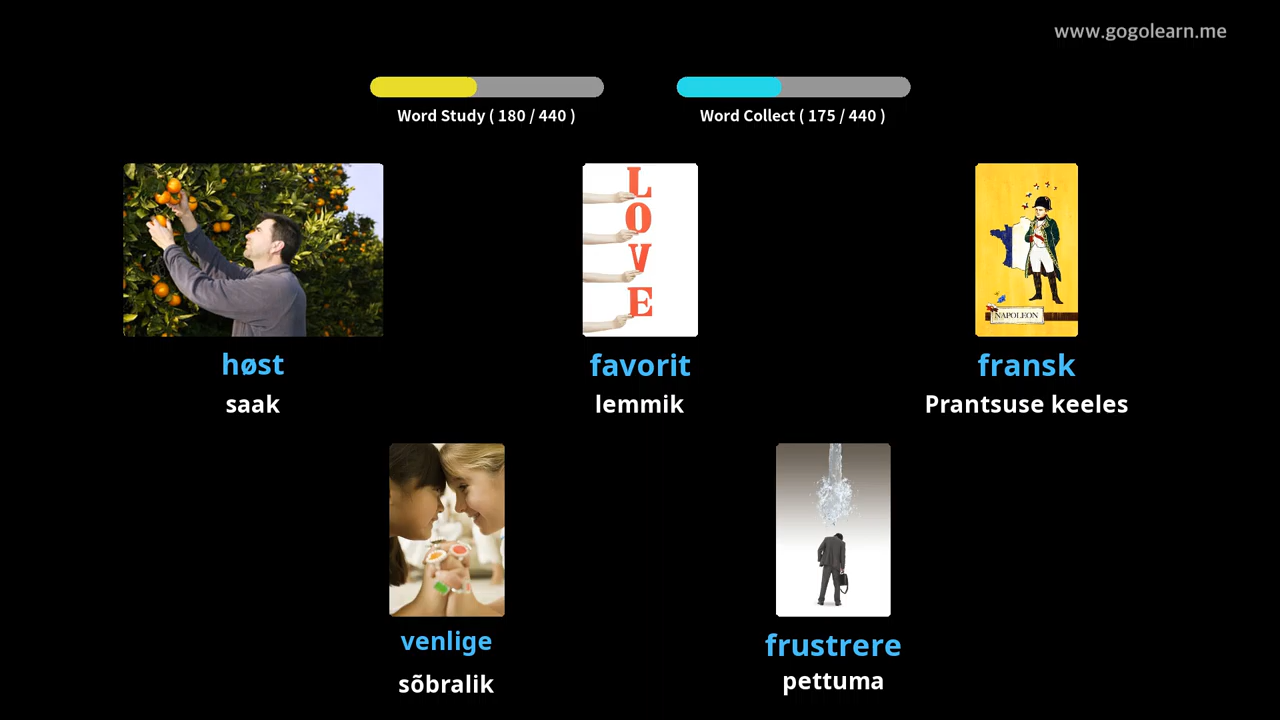 www.gogolearn.me
Word Study ( 180 / 440 )
Word Collect ( 175 / 440 )
L
O
V
E
NAPOLEON
høst
favorit
fransk
saak
lemmik
Prantsuse keeles
venlige
frustrere
sõbralik
pettuma